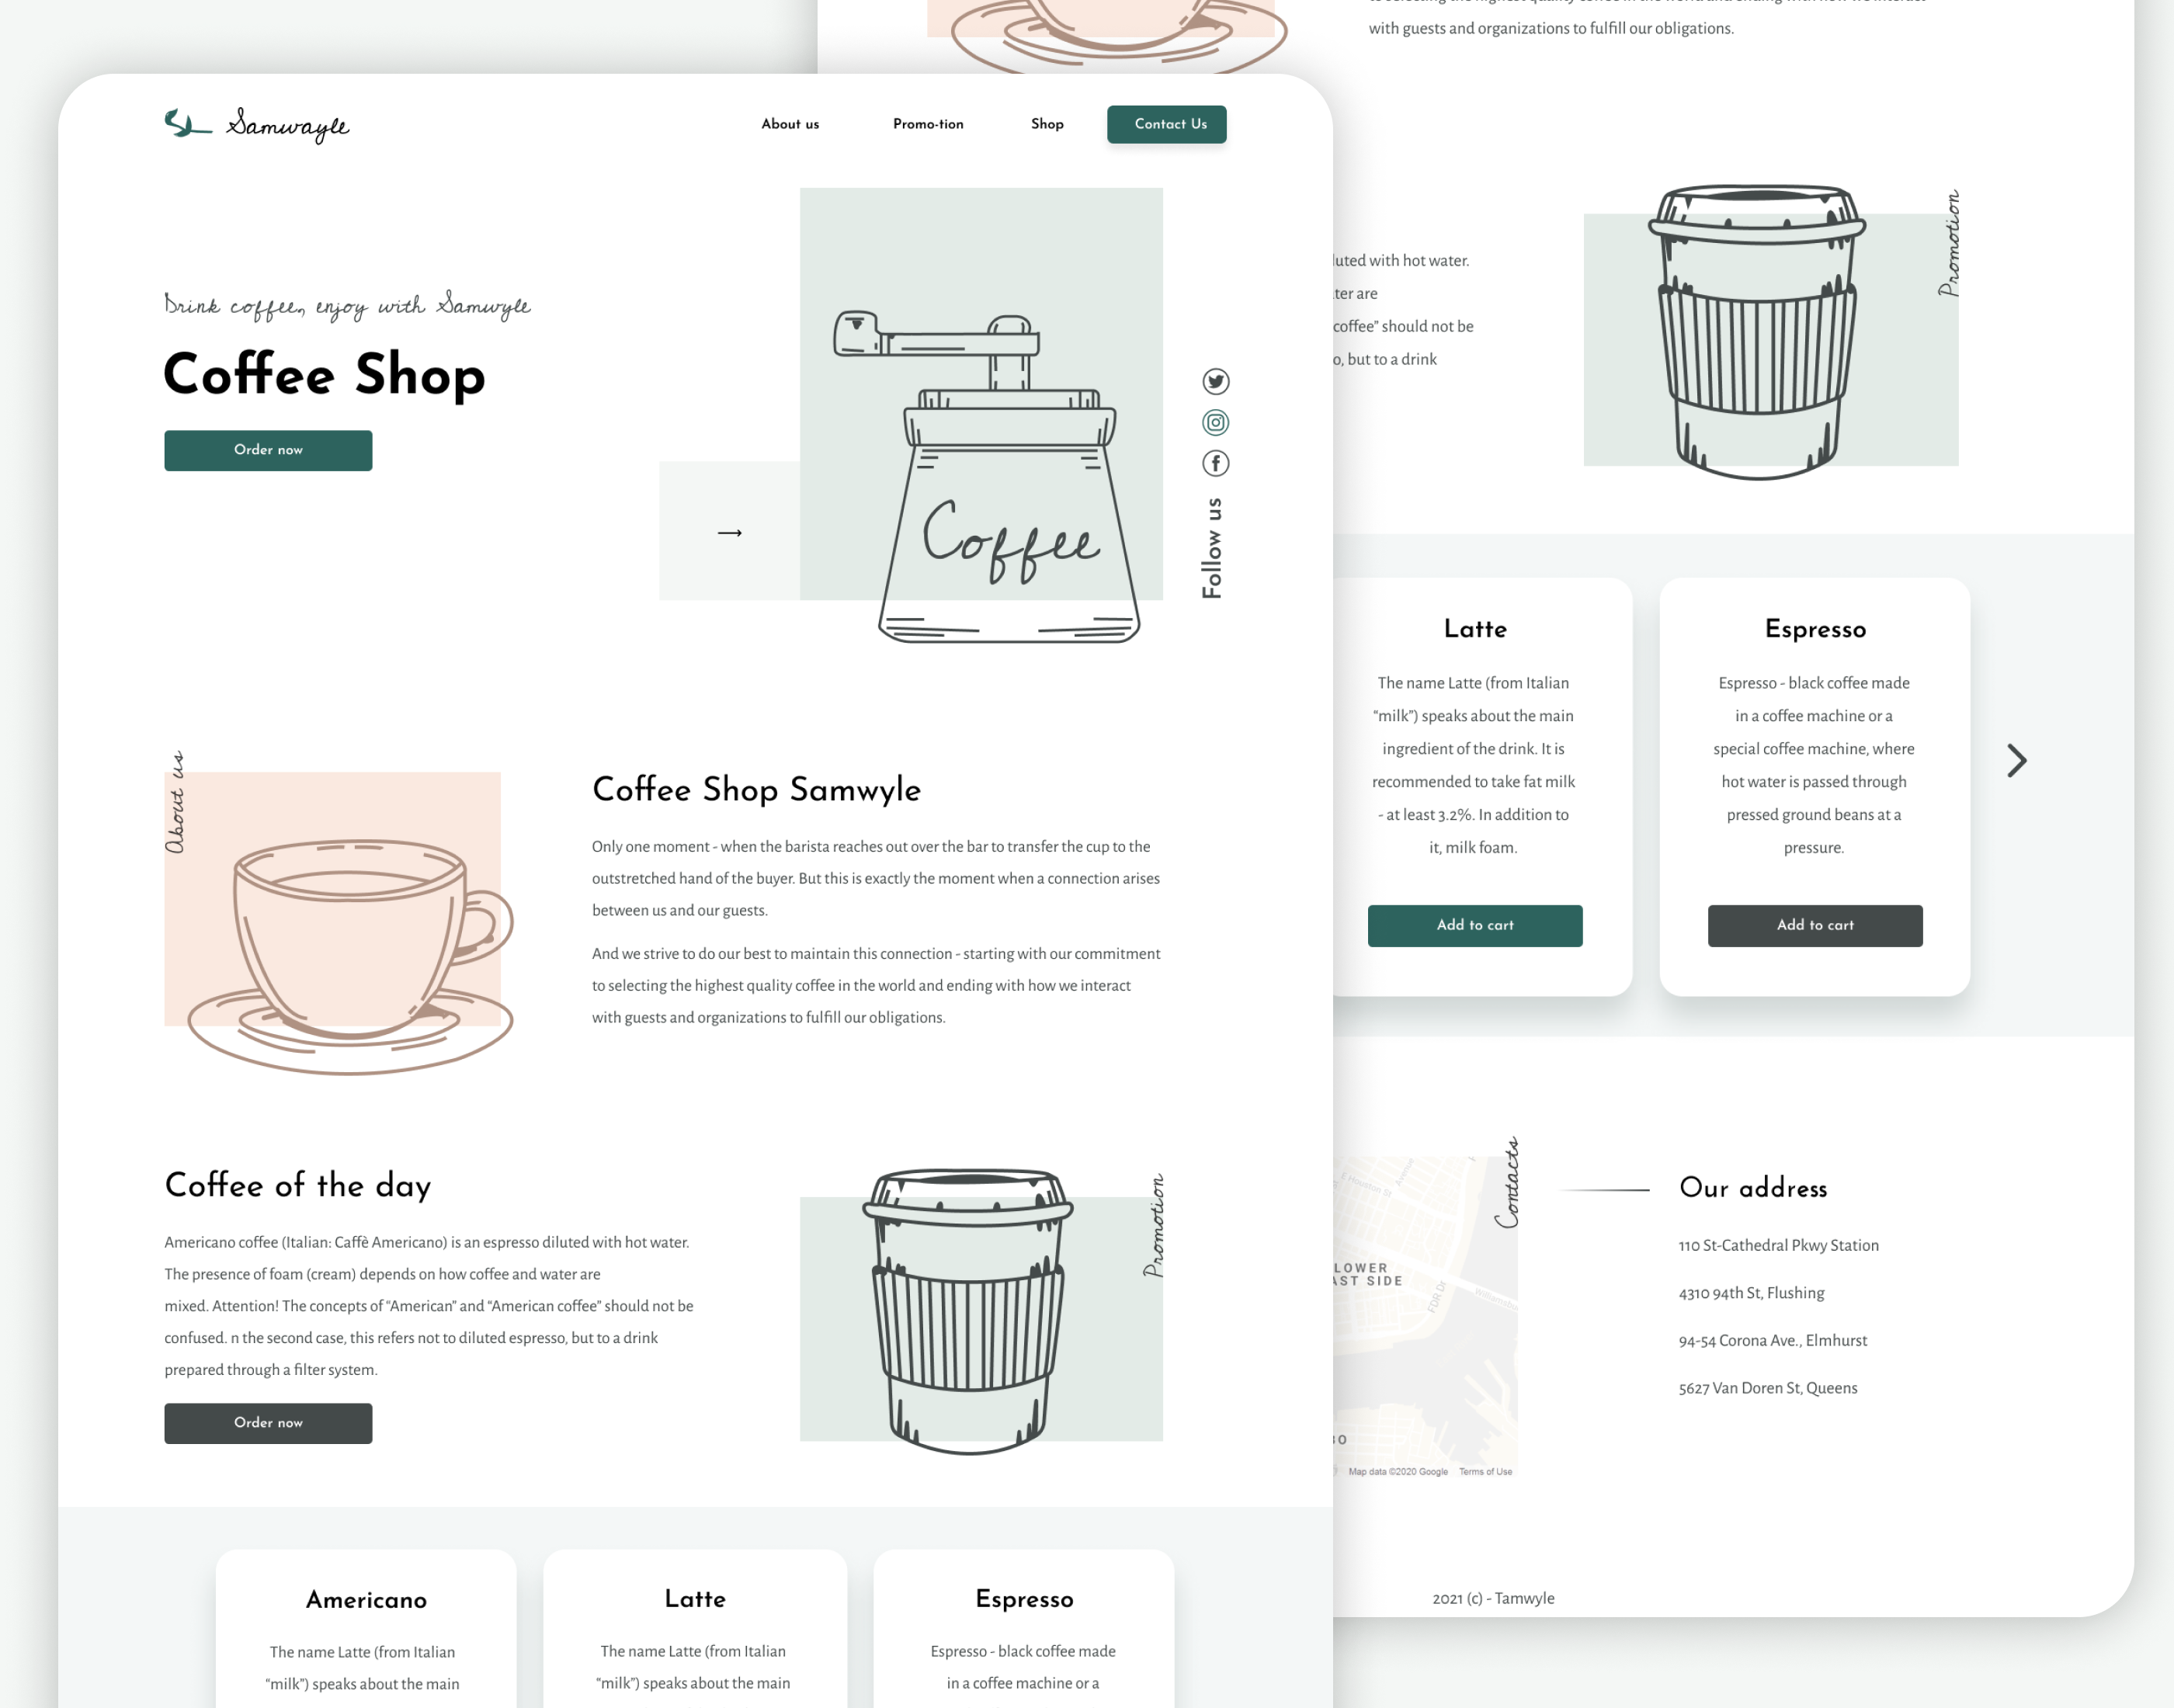 Samwayle
About us
Promo-tion
Shop
Contact Us
Drink coffee, enjoy with Samwyle
Coffee Shop
Order now
Coffee
Follow us
About us
Coffee Shop Samwyle
Only one moment - when the barista reaches out over the bar to transfer the cup to the
outstretched hand of the buyer. But this is exactly the moment when a connection arises
between us and our guests.
And we strive to do our best to maintain this connection - starting with our commitment
to selecting the highest quality coffee in the world and ending with how we interact
with guests and organizations to fulfill our obligations.
Coffee of the day
Americano coffee (Italian: Caffè Americano) is an espresso diluted with hot water.
The presence of foam (cream) depends on how coffee and water are
mixed. Attention! The concepts of “American” and “American coffee” should not be
confused. n the second case, this refers not to diluted espresso, but to a drink
prepared through a filter system.
Order now
Promotion
Americano
The name Latte (from Italian
“milk”) speaks about the main
Latte
The name Latte (from Italian
“milk”) speaks about the main
Espresso
Espresso - black coffee made
in a coffee machine or a
with guests and organizations to fulfill our obligations.
luted with hot water.
ter are
coffee” should not be
o, but to a drink
Promotion
Latte
The name Latte (from Italian
“milk”) speaks about the main
ingredient of the drink. It is
recommended to take fat milk
- at least 3.2%. In addition to
it, milk foam.
Add to cart
Espresso
Espresso - black coffee made
in a coffee machine or a
special coffee machine, where
hot water is passed through
pressed ground beans at a
pressure.
Add to cart
E Houston St
Avenue
LOWER
AST SIDE
FDR Dr
Williamsbu
BO
Map data ©2020 Google
Terms of Use
Contacts
Our address
110 St-Cathedral Pkwy Station
4310 94th St, Flushing
94-54 Corona Ave., Elmhurst
5627 Van Doren St, Queens
2021 (c) - Tamwyle